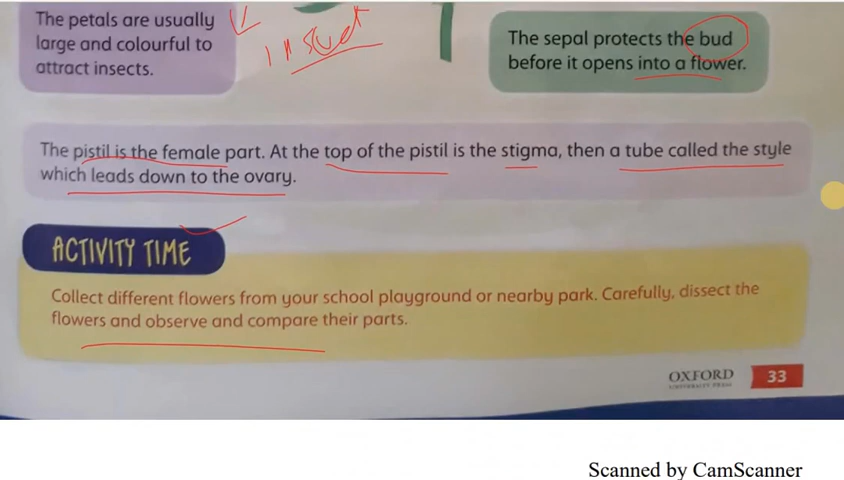 The petals are usually
large and colourful to
attract insects.
insect
The sepal protects the bud
before it opens into a flower.
The pistil is the female part. At the top of the pistil is the stigma, then a tube called the style
which leads down to the ovary.
ACTIVITY TIME
Collect different flowers from your school playground or nearby park. Carefully, dissect the
flowers and observe and compare their parts.
OXFORD
UNIVERSITY PRESS
33
Scanned by CamScanner